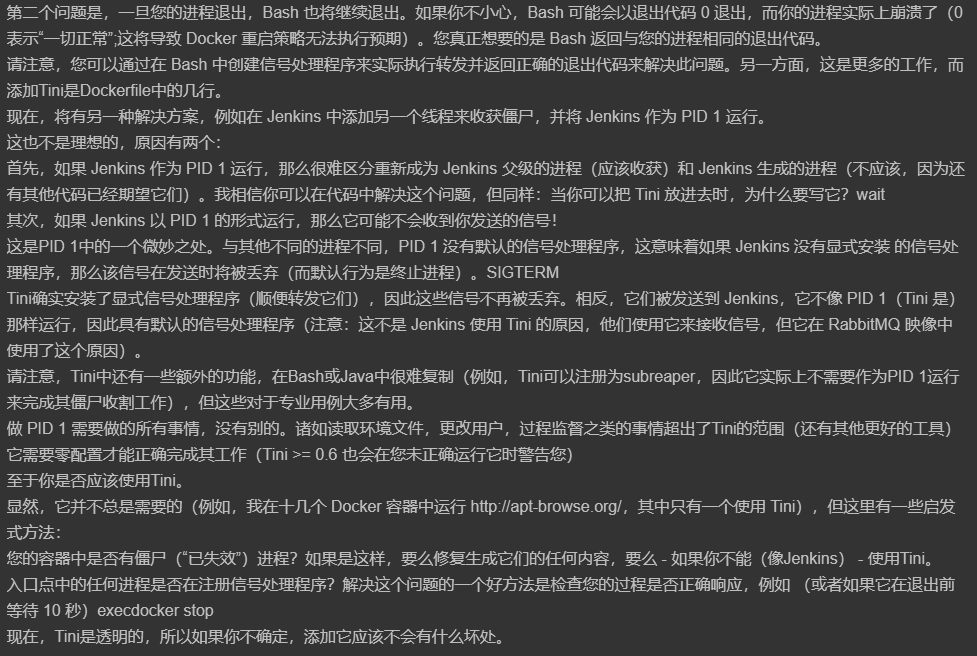 第二个问题是，一旦您的进程退出，Bash 也将继续退出。如果你不小心，Bash 可能会以退出代码 0 退出，而你的进程实际上崩溃了（0
表示“一切正常”;这将导致 Docker 重启策略无法执行预期）。您真正想要的是 Bash 返回与您的进程相同的退出代码。
请注意，您可以通过在 Bash 中创建信号处理程序来实际执行转发并返回正确的退出代码来解决此问题。另一方面，这是更多的工作，而
添加Tini是Dockerfile中的几行。
现在，将有另一种解决方案，例如在 Jenkins 中添加另一个线程来收获僵尸，并将 Jenkins 作为 PID 1 运行。
这也不是理想的，原因有两个：
首先，如果 Jenkins 作为 PID 1 运行，那么很难区分重新成为 Jenkins 父级的进程（应该收获）和 Jenkins 生成的进程（不应该，因为还
有其他代码已经期望它们）。我相信你可以在代码中解决这个问题，但同样：当你可以把 Tini 放进去时，为什么要写它？wait
其次，如果 Jenkins 以 PID 1 的形式运行，那么它可能不会收到你发送的信号！
这是PID 1中的一个微妙之处。与其他不同的进程不同，PID 1 没有默认的信号处理程序，这意味着如果 Jenkins 没有显式安装 的信号处
理程序，那么该信号在发送时将被丢弃（而默认行为是终止进程）。SIGTERM
Tini确实安装了显式信号处理程序（顺便转发它们），因此这些信号不再被丢弃。相反，它们被发送到 Jenkins，它不像 PID 1（Tini 是）
那样运行，因此具有默认的信号处理程序（注意：这不是 Jenkins 使用 Tini 的原因，他们使用它来接收信号，但它在 RabbitMQ 映像中
使用了这个原因）。
请注意，Tini中还有一些额外的功能，在Bash或Java中很难复制（例如，Tini可以注册为subreaper，因此它实际上不需要作为PID 1运行
来完成其僵尸收割工作），但这些对于专业用例大多有用。
做 PID 1 需要做的所有事情，没有别的。诸如读取环境文件，更改用户，过程监督之类的事情超出了Tini的范围（还有其他更好的工具）
它需要零配置才能正确完成其工作（Tini >= 0.6 也会在您未正确运行它时警告您）
至于你是否应该使用Tini。
显然，它并不总是需要的（例如，我在十几个 Docker 容器中运行 http://apt-browse.org/，其中只有一个使用 Tini），但这里有一些启发
式方法：
您的容器中是否有僵尸（“已失效”）进程？如果是这样，要么修复生成它们的任何内容，要么 - 如果你不能（像Jenkins） - 使用Tini。
入口点中的任何进程是否在注册信号处理程序？解决这个问题的一个好方法是检查您的过程是否正确响应，例如 （或者如果它在退出前
等待 10 秒）execdocker stop
现在，Tini是透明的，所以如果你不确定，添加它应该不会有什么坏处。